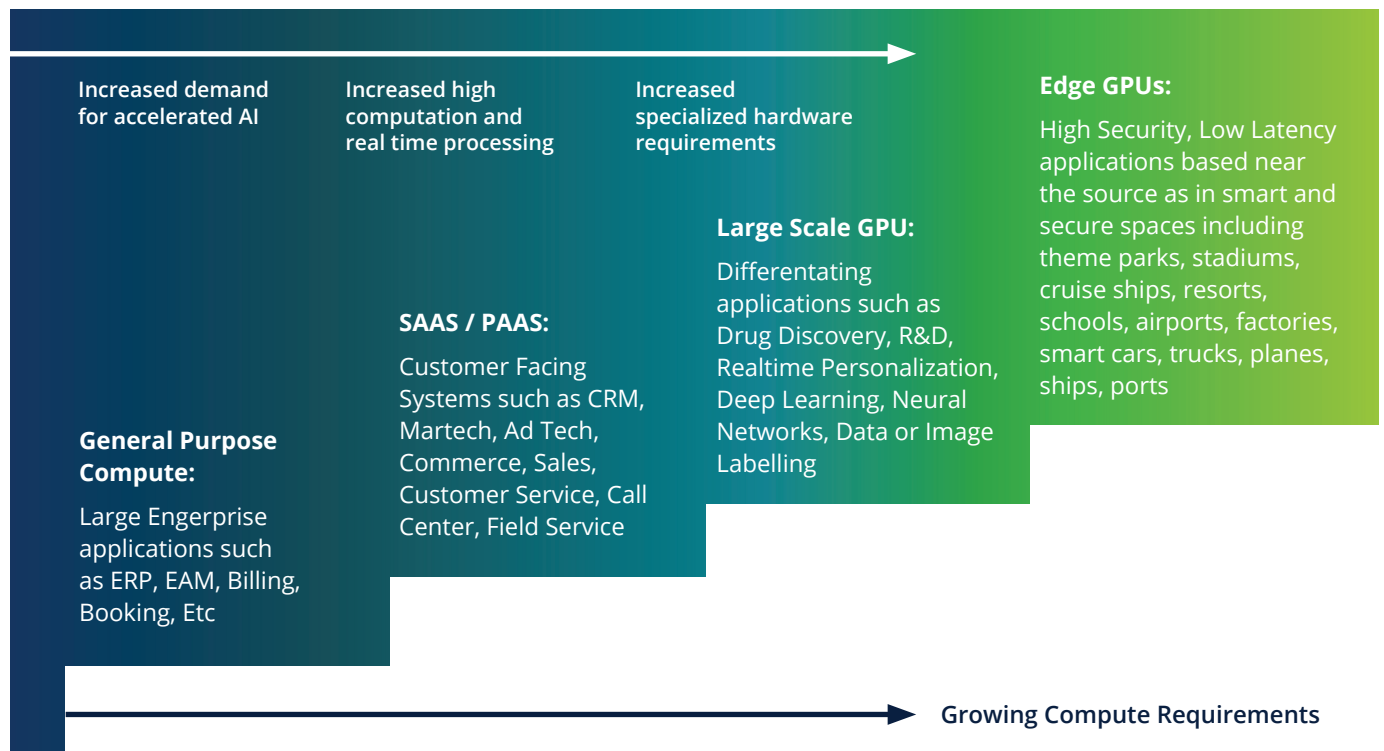 Increased demand
for accelerated AI
Increased high
computation and
real time processing
Increased
specialized hardware
requirements
Edge GPUs:
High Security, Low Latency
applications based near
the source as in smart and
secure spaces including
theme parks, stadiums,
cruise ships, resorts,
schools, airports, factories,
smart cars, trucks, planes,
ships, ports
Large Scale GPU:
Differentating
applications such as
Drug Discovery, R&D,
Realtime Personalization,
Deep Learning, Neural
Networks, Data or Image
Labelling
SAAS / PAAS:
Customer Facing
Systems such as CRM,
Martech, Ad Tech,
Commerce, Sales,
Customer Service, Call
Center, Field Service
General Purpose
Compute:
Large Engerprise
applications such
as ERP, EAM, Billing,
Booking, Etc
Growing Compute Requirements